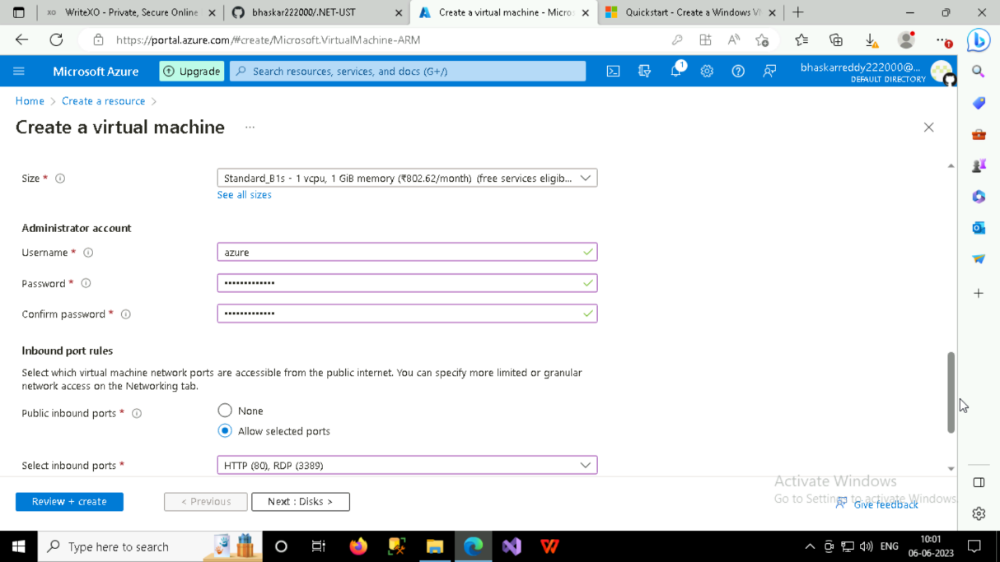 WriteXO - Private, Secure Online
bhaskar222000/.NET-UST
Create a virtual machine - Micros
Quickstart - Create a Windows VM
https://portal.azure.com/#create/Microsoft.VirtualMachine-ARM
Microsoft Azure
Upgrade
Search resources, services, and docs (G+/)
1
bhaskarreddy222000@...
DEFAULT DIRECTORY
Home > Create a resource >
Create a virtual machine ...
Size *
Standard_B1s - 1 vcpu, 1 GiB memory (₹802.62/month) (free services eligib...
See all sizes
Administrator account
Username *
azure
Password *
•••••••••••••
Confirm password *
•••••••••••••
Inbound port rules
Select which virtual machine network ports are accessible from the public internet. You can specify more limited or granular
network access on the Networking tab.
Public inbound ports *
None
Allow selected ports
Select inbound ports *
HTTP (80), RDP (3389)
Review + create
< Previous
Next : Disks >
Activate Windows
Go to Settings to activate Windows.
Give feedback
Type here to search
ENG
10:01
06-06-2023